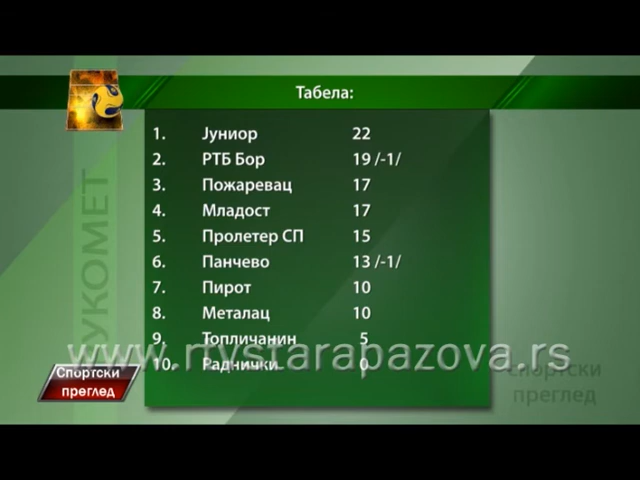 Табела:
1. Јуниор 22
2. РТБ Бор 19 /-1/
3. Пожаревац 17
4. Младост 17
5. Пролетер СП 15
6. Панчево 13 /-1/
7. Пирот 10
8. Металац 10
9. Топличанин 5
10. Раднички 0
www.mystarapazova.rs
УКОМЕТ
Спортски
преглед
спортски
преглед